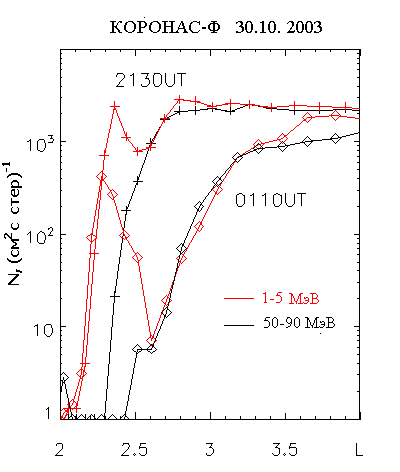 КОРОНАС-Ф 30.10. 2003
2130UT
10³
0110UT
N, (см² с стер)⁻¹
10²
1-5 МэВ
50-90 МэВ
10
1
2 2.5 3 3.5 L